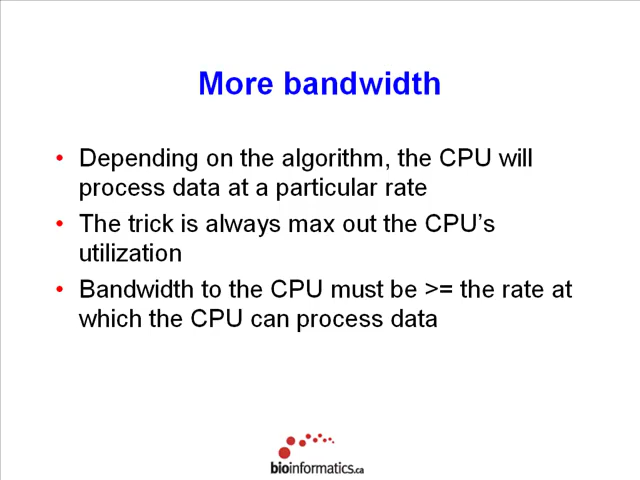 More bandwidth
• Depending on the algorithm, the CPU will
process data at a particular rate
• The trick is always max out the CPU's
utilization
• Bandwidth to the CPU must be >= the rate at
which the CPU can process data
bioinformatics.ca